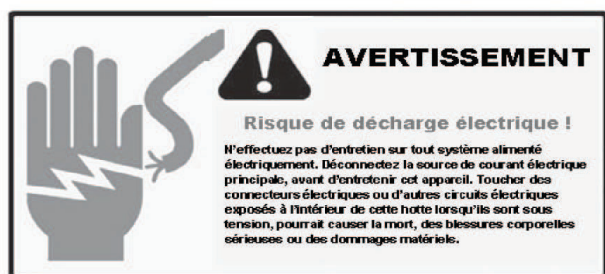 AVERTISSEMENT
Risque de décharge électrique !
N'effectuez pas d'entretien sur tout système alimenté
électriquement. Déconnectez la source de courant électrique
principale, avant d'entretenir cet appareil. Toucher des
connecteurs électriques ou d'autres circuits électriques
exposés à l'intérieur de cette hotte lorsqu'ils sont sous
tension, pourrait causer la mort, des blessures corporelles
sérieuses ou des dommages matériels.